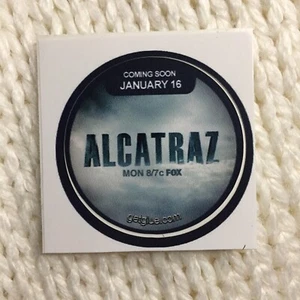 COMING SOON
JANUARY 16
ALCATRAZ
MON 8/7c FOX
getglue.com